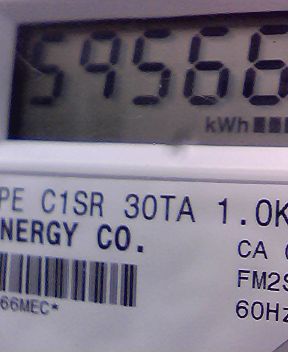 59566
kWh
PE C1SR 30TA 1.0K
NERGY CO.
CA
FM2S
66MEC*
60Hz